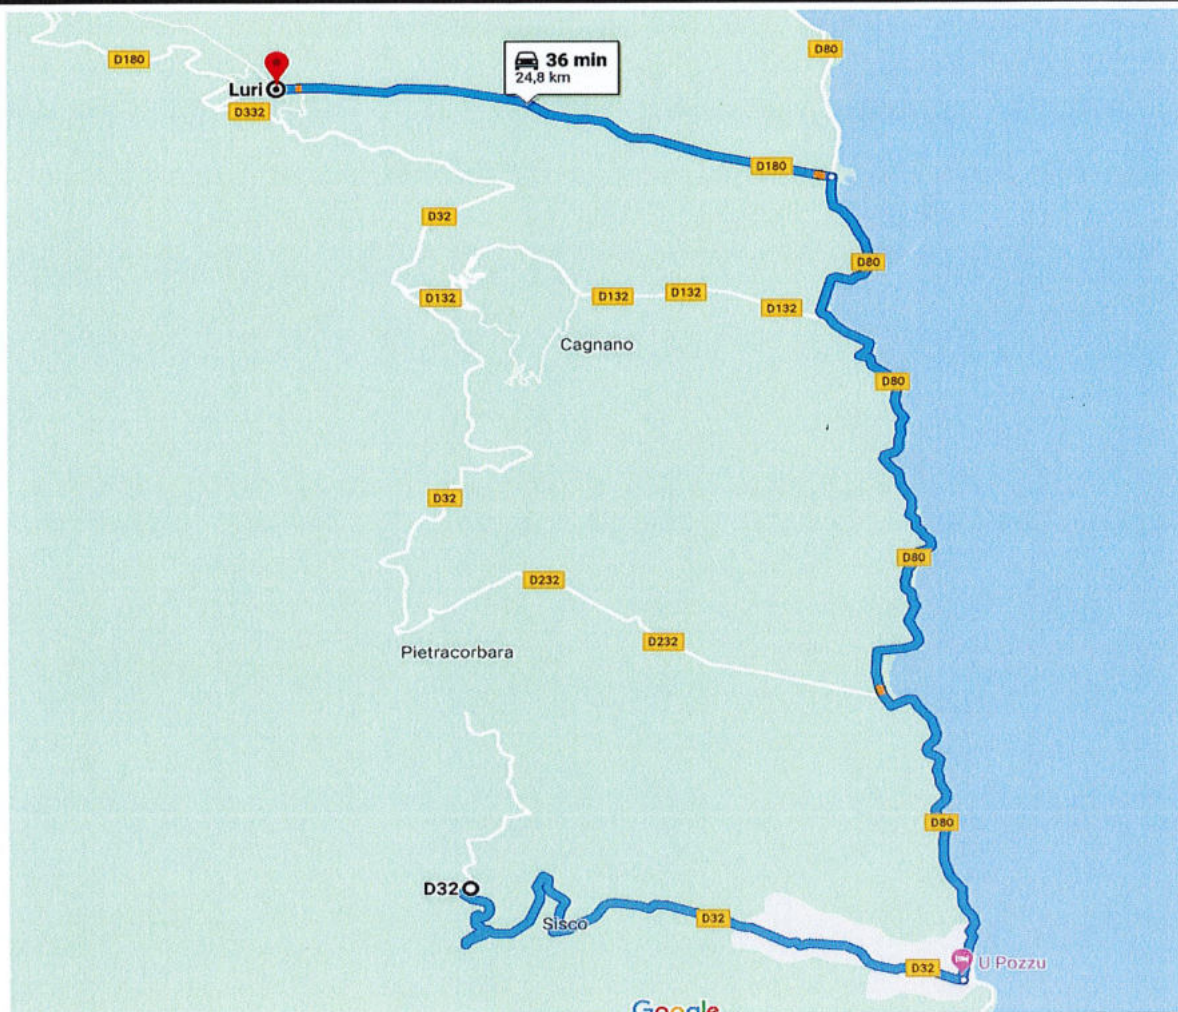 D80
36 min
D180
24,8 km
Luri
D332
D180
D32
D80
D132
D132
D132
D132
Cagnano
D80
D32
D80
D232
D232
Pietracorbara
D80
D32
D32
Sisco
D32
U Pozzu
Google